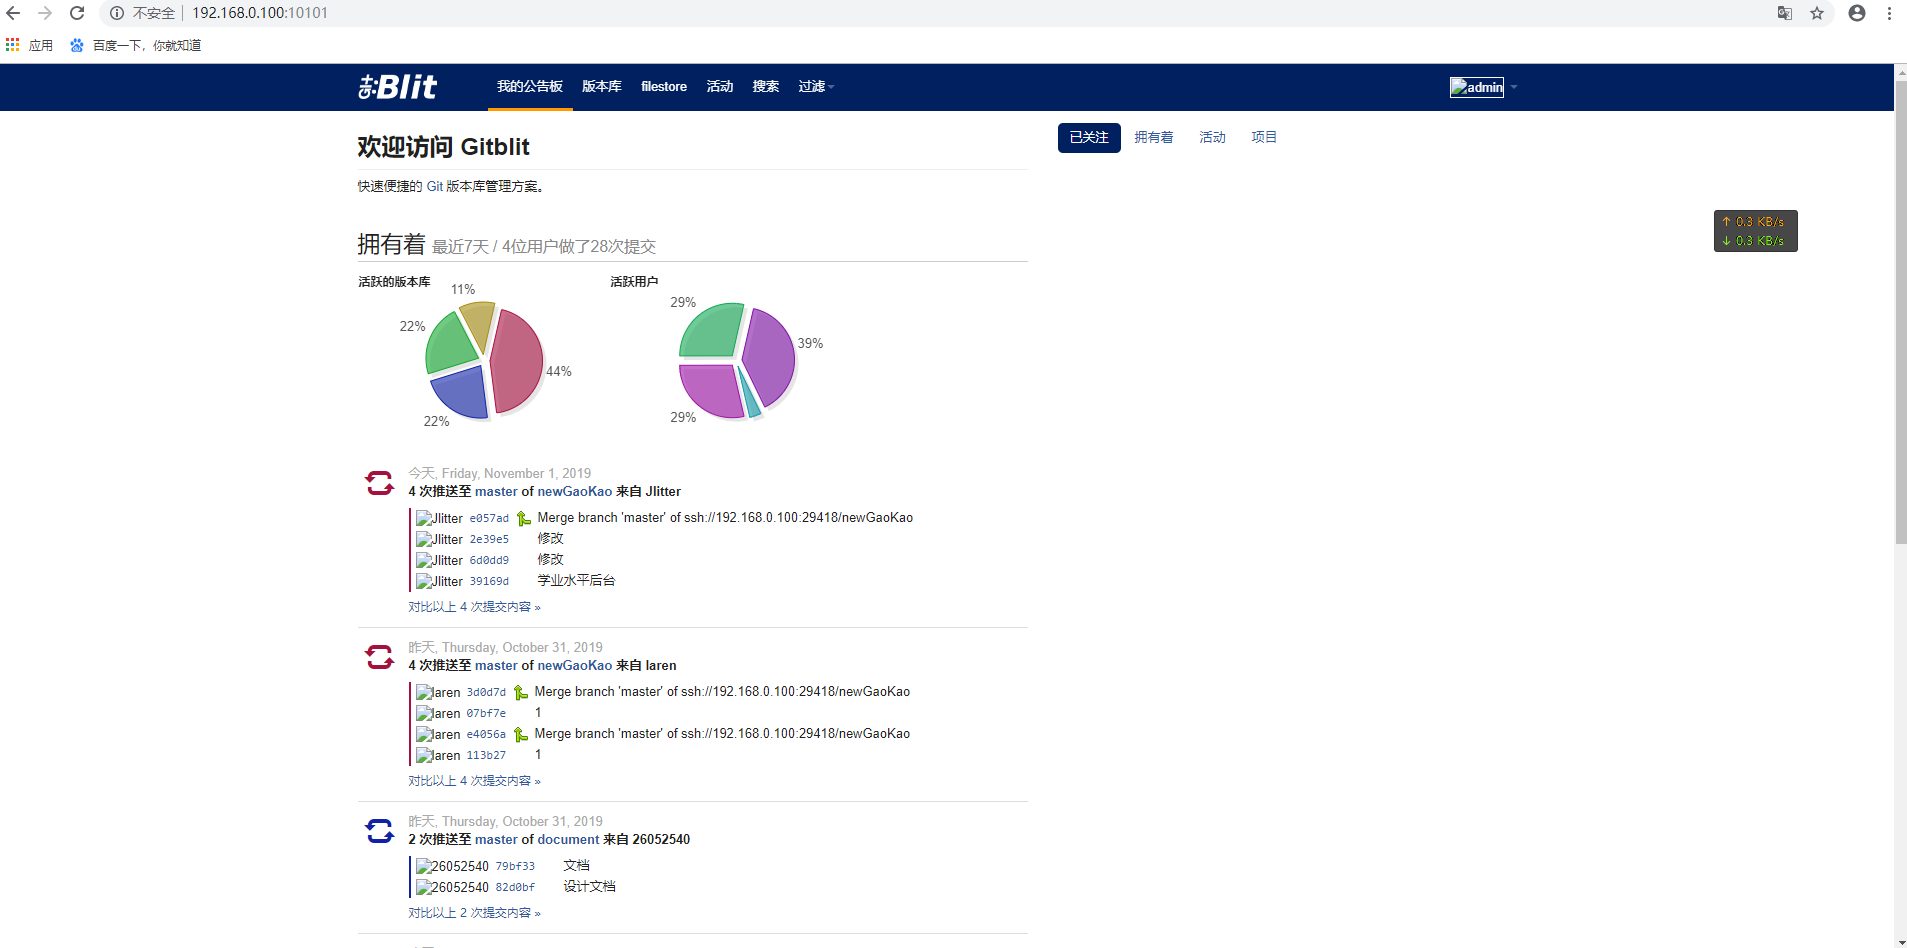 不安全 192.168.0.100:10101
应用 百度一下，你就知道
Blit 我的公告板 版本库 filestore 活动 搜索 过滤 admin
欢迎访问 Gitblit
已关注 拥有着 活动 项目
快速便捷的 Git 版本库管理方案。
↑ 0.3 KB/s
↓ 0.3 KB/s
拥有着 最近7天 / 4位用户做了28次提交
活跃的版本库
11%
22%
44%
22%
活跃用户
29%
39%
29%
今天, Friday, November 1, 2019
4 次推送至 master of newGaoKao 来自 Jlitter
Jlitter e057ad Merge branch 'master' of ssh://192.168.0.100:29418/newGaoKao
Jlitter 2e39e5 修改
Jlitter 6d0dd9 修改
Jlitter 39169d 学业水平后台
对比以上 4 次提交内容 »
昨天, Thursday, October 31, 2019
4 次推送至 master of newGaoKao 来自 laren
laren 3d0d7d Merge branch 'master' of ssh://192.168.0.100:29418/newGaoKao
laren 07bf7e 1
laren e4056a Merge branch 'master' of ssh://192.168.0.100:29418/newGaoKao
laren 113b27 1
对比以上 4 次提交内容 »
昨天, Thursday, October 31, 2019
2 次推送至 master of document 来自 26052540
26052540 79bf33 文档
26052540 82d0bf 设计文档
对比以上 2 次提交内容 »